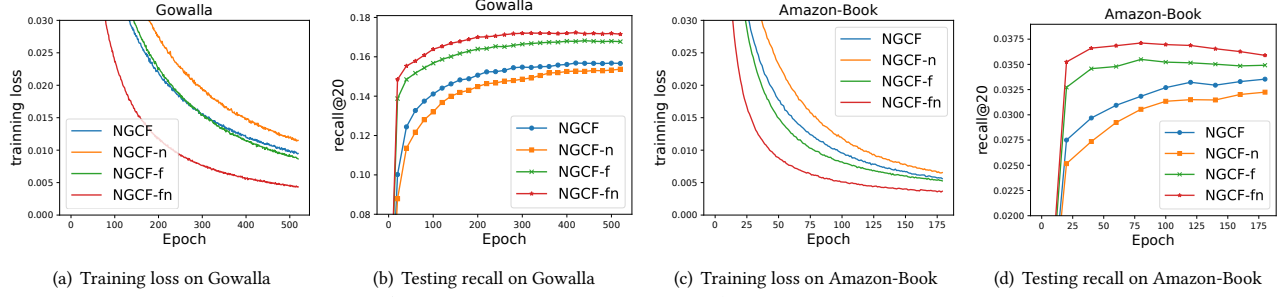 Gowalla
0.030
0.025
0.020
0.015
0.010
0.005
0.000
trainning loss
NGCF
NGCF-n
NGCF-f
NGCF-fn
0 100 200 300 400 500
Epoch
(a) Training loss on Gowalla
Gowalla
0.18
0.16
0.14
0.12
0.10
0.08
recall@20
NGCF
NGCF-n
NGCF-f
NGCF-fn
0 100 200 300 400 500
Epoch
(b) Testing recall on Gowalla
Amazon-Book
0.030
0.025
0.020
0.015
0.010
0.005
0.000
trainning loss
NGCF
NGCF-n
NGCF-f
NGCF-fn
0 25 50 75 100 125 150 175
Epoch
(c) Training loss on Amazon-Book
Amazon-Book
0.0375
0.0350
0.0325
0.0300
0.0275
0.0250
0.0225
0.0200
recall@20
NGCF
NGCF-n
NGCF-f
NGCF-fn
0 25 50 75 100 125 150 175
Epoch
(d) Testing recall on Amazon-Book